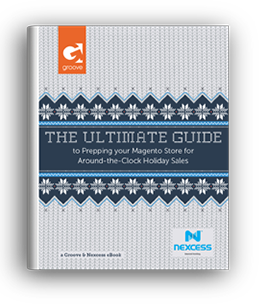 groove
THE ULTIMATE GUIDE
to Prepping your Magento Store for
Around-the-Clock Holiday Sales
NEXCESS
a Groove & Nexcess eBook